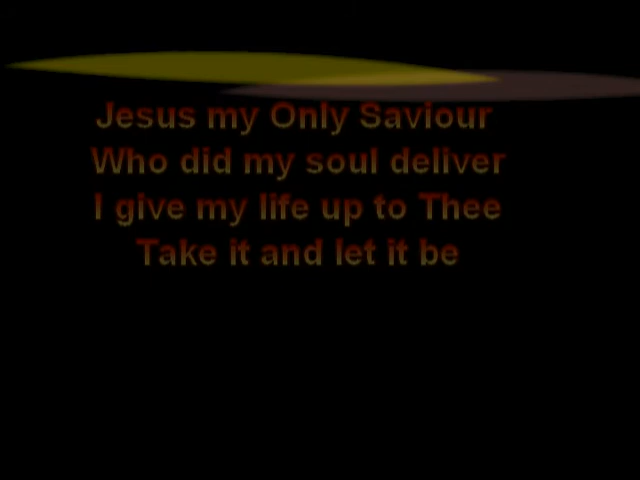 Jesus my Only Saviour
Who did my soul deliver
I give my life up to Thee
Take it and let it be